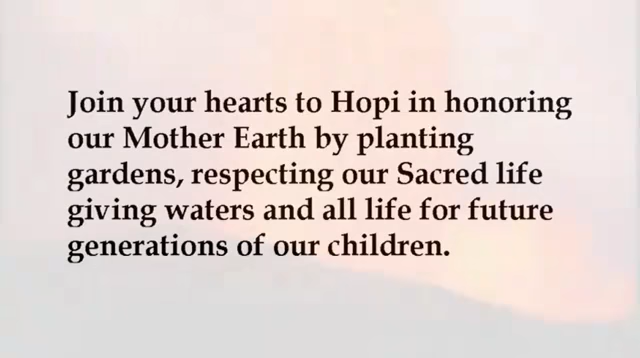 Join your hearts to Hopi in honoring
our Mother Earth by planting
gardens, respecting our Sacred life
giving waters and all life for future
generations of our children.